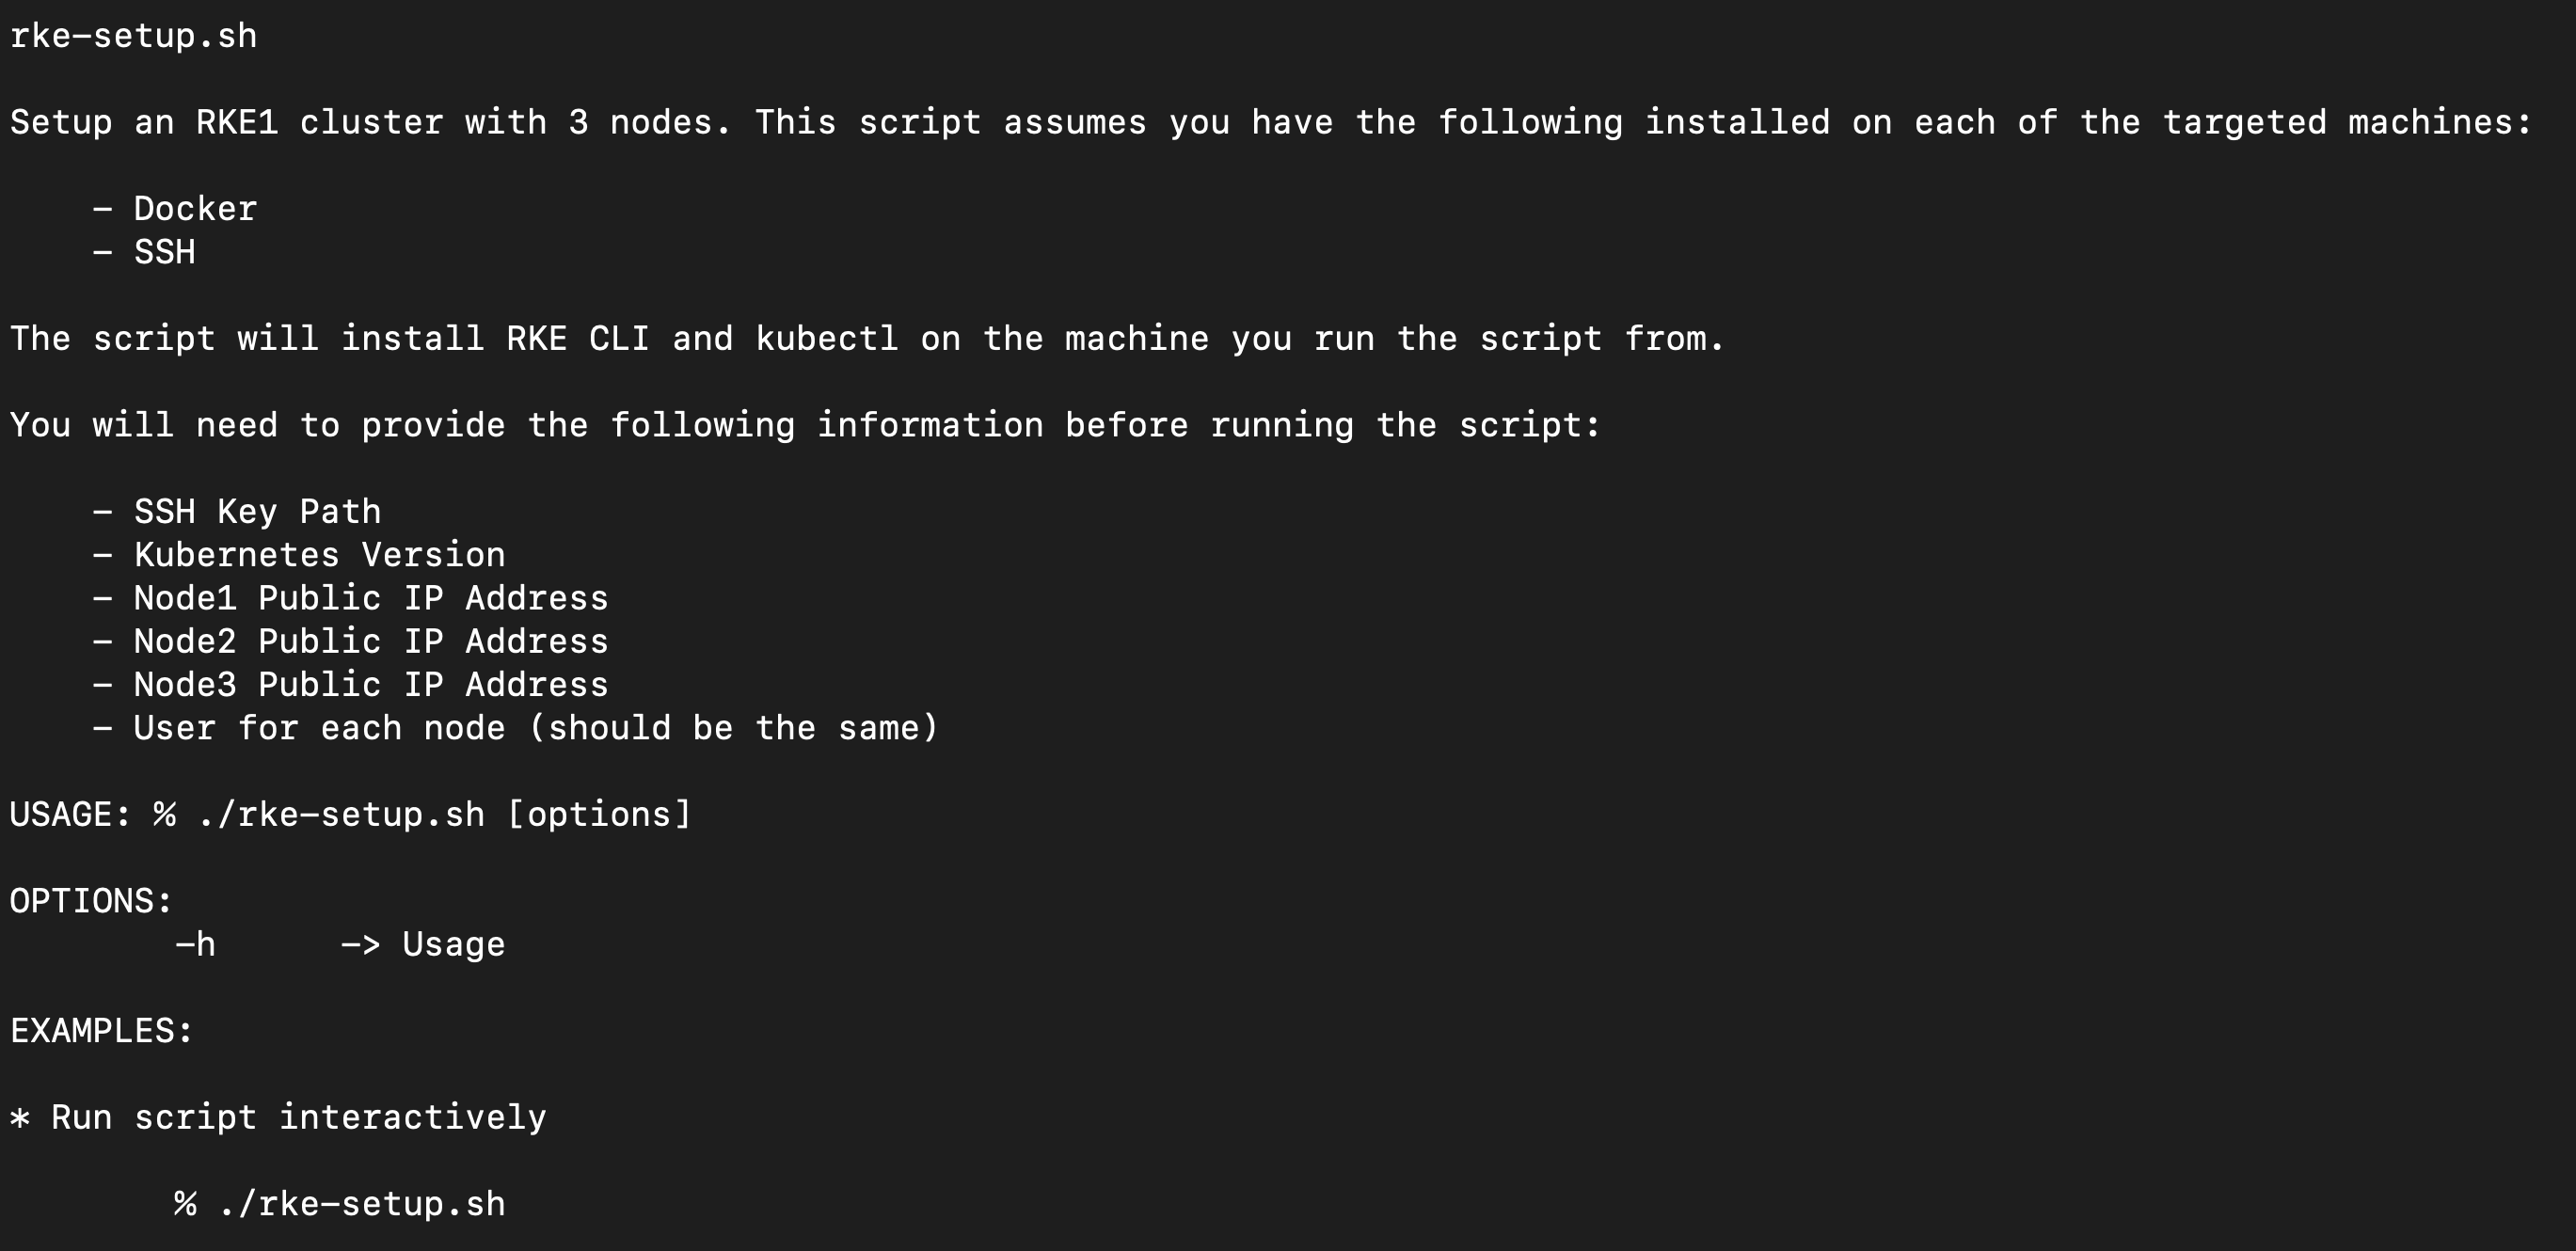 rke-setup.sh
Setup an RKE1 cluster with 3 nodes. This script assumes you have the following installed on each of the targeted machines:
- Docker
- SSH
The script will install RKE CLI and kubectl on the machine you run the script from.
You will need to provide the following information before running the script:
- SSH Key Path
- Kubernetes Version
- Node1 Public IP Address
- Node2 Public IP Address
- Node3 Public IP Address
- User for each node (should be the same)
USAGE: % ./rke-setup.sh [options]
OPTIONS:
-h -> Usage
EXAMPLES:
* Run script interactively
% ./rke-setup.sh